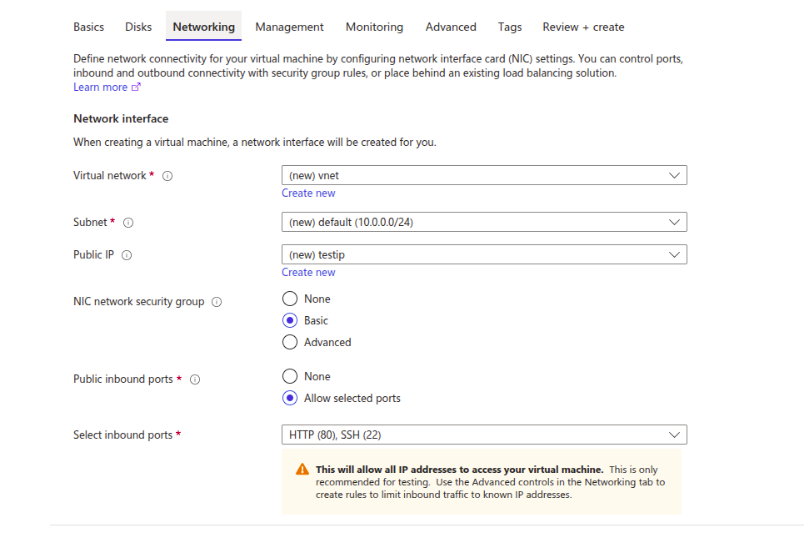 Basics Disks Networking Management Monitoring Advanced Tags Review + create
Define network connectivity for your virtual machine by configuring network interface card (NIC) settings. You can control ports,
inbound and outbound connectivity with security group rules, or place behind an existing load balancing solution.
Learn more
Network interface
When creating a virtual machine, a network interface will be created for you.
Virtual network * (new) vnet
Create new
Subnet * (new) default (10.0.0.0/24)
Public IP (new) testip
Create new
NIC network security group None
Basic
Advanced
Public inbound ports * None
Allow selected ports
Select inbound ports * HTTP (80), SSH (22)
This will allow all IP addresses to access your virtual machine. This is only
recommended for testing. Use the Advanced controls in the Networking tab to
create rules to limit inbound traffic to known IP addresses.